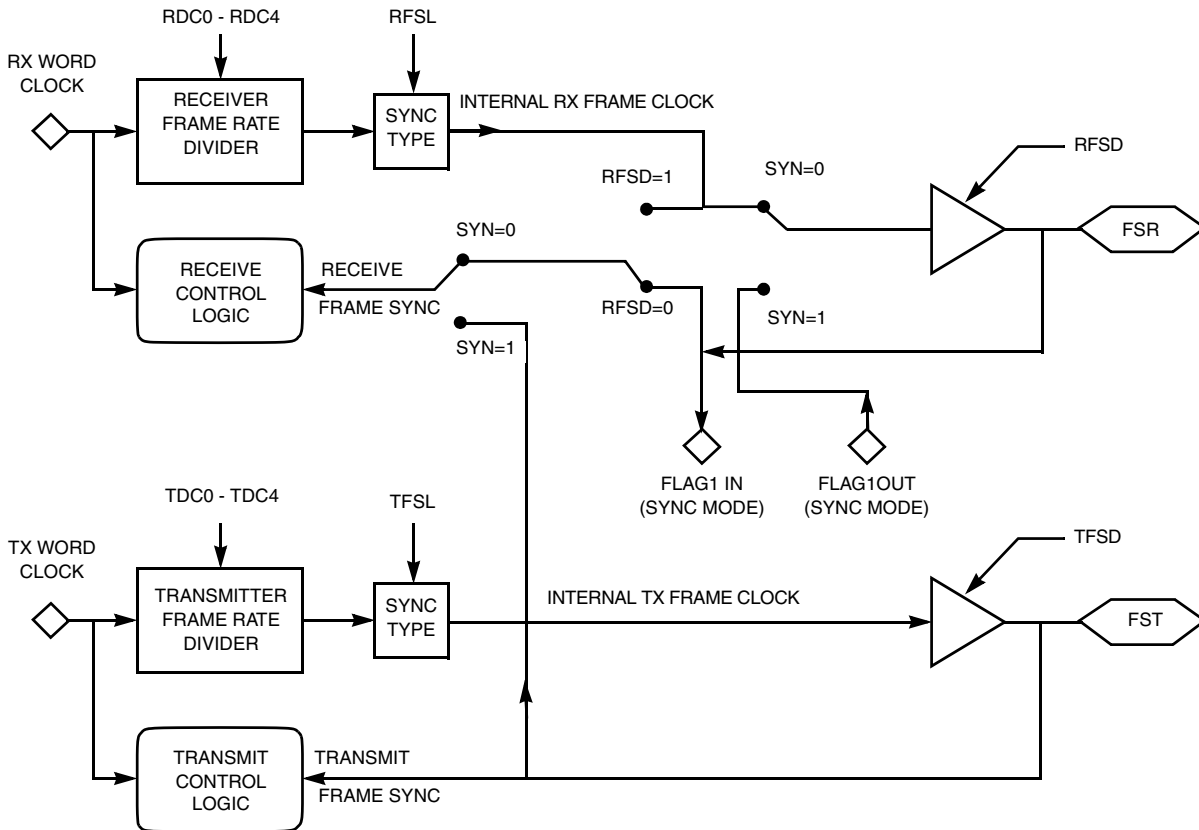 RDC0 - RDC4
RFSL
RX WORD
CLOCK
RECEIVER
FRAME RATE
DIVIDER
SYNC
TYPE
INTERNAL RX FRAME CLOCK
RFSD=1
SYN=0
RFSD
FSR
SYN=0
RECEIVE
CONTROL
LOGIC
RECEIVE
FRAME SYNC
RFSD=0
SYN=1
SYN=1
FLAG1 IN
(SYNC MODE)
FLAG1OUT
(SYNC MODE)
TDC0 - TDC4
TFSL
TX WORD
CLOCK
TRANSMITTER
FRAME RATE
DIVIDER
SYNC
TYPE
INTERNAL TX FRAME CLOCK
TFSD
FST
TRANSMIT
CONTROL
LOGIC
TRANSMIT
FRAME SYNC